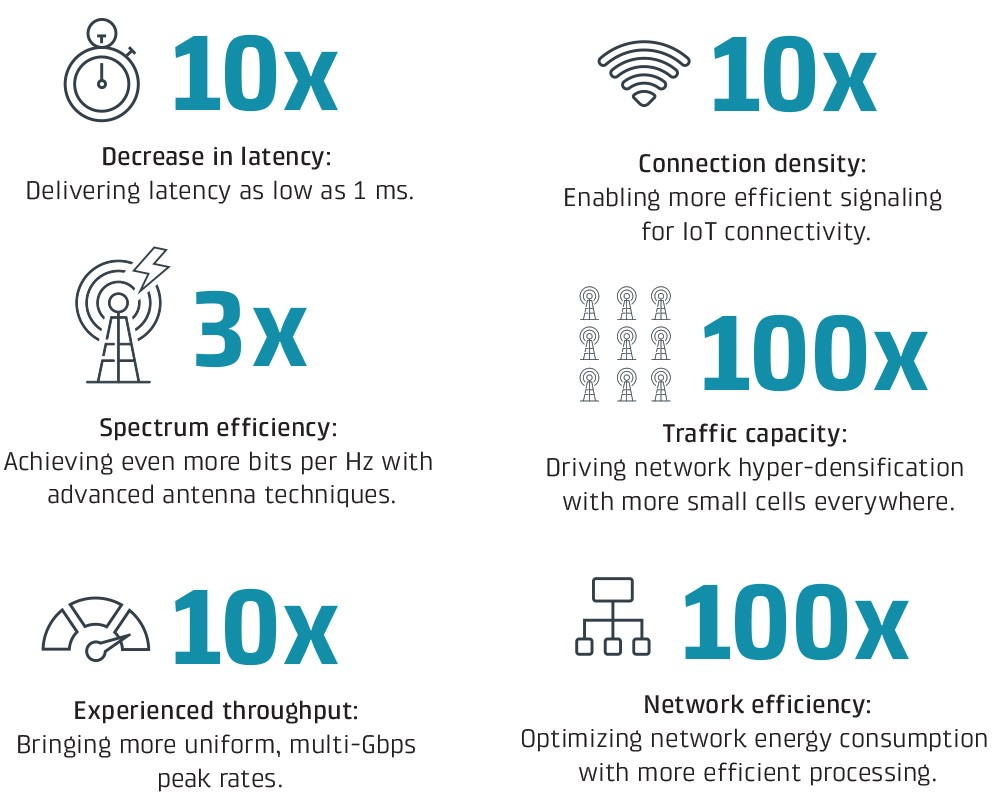 10x
Decrease in latency:
Delivering latency as low as 1 ms.
10x
Connection density:
Enabling more efficient signaling
for IoT connectivity.
3x
Spectrum efficiency:
Achieving even more bits per Hz with
advanced antenna techniques.
100x
Traffic capacity:
Driving network hyper-densification
with more small cells everywhere.
10x
Experienced throughput:
Bringing more uniform, multi-Gbps
peak rates.
100x
Network efficiency:
Optimizing network energy consumption
with more efficient processing.